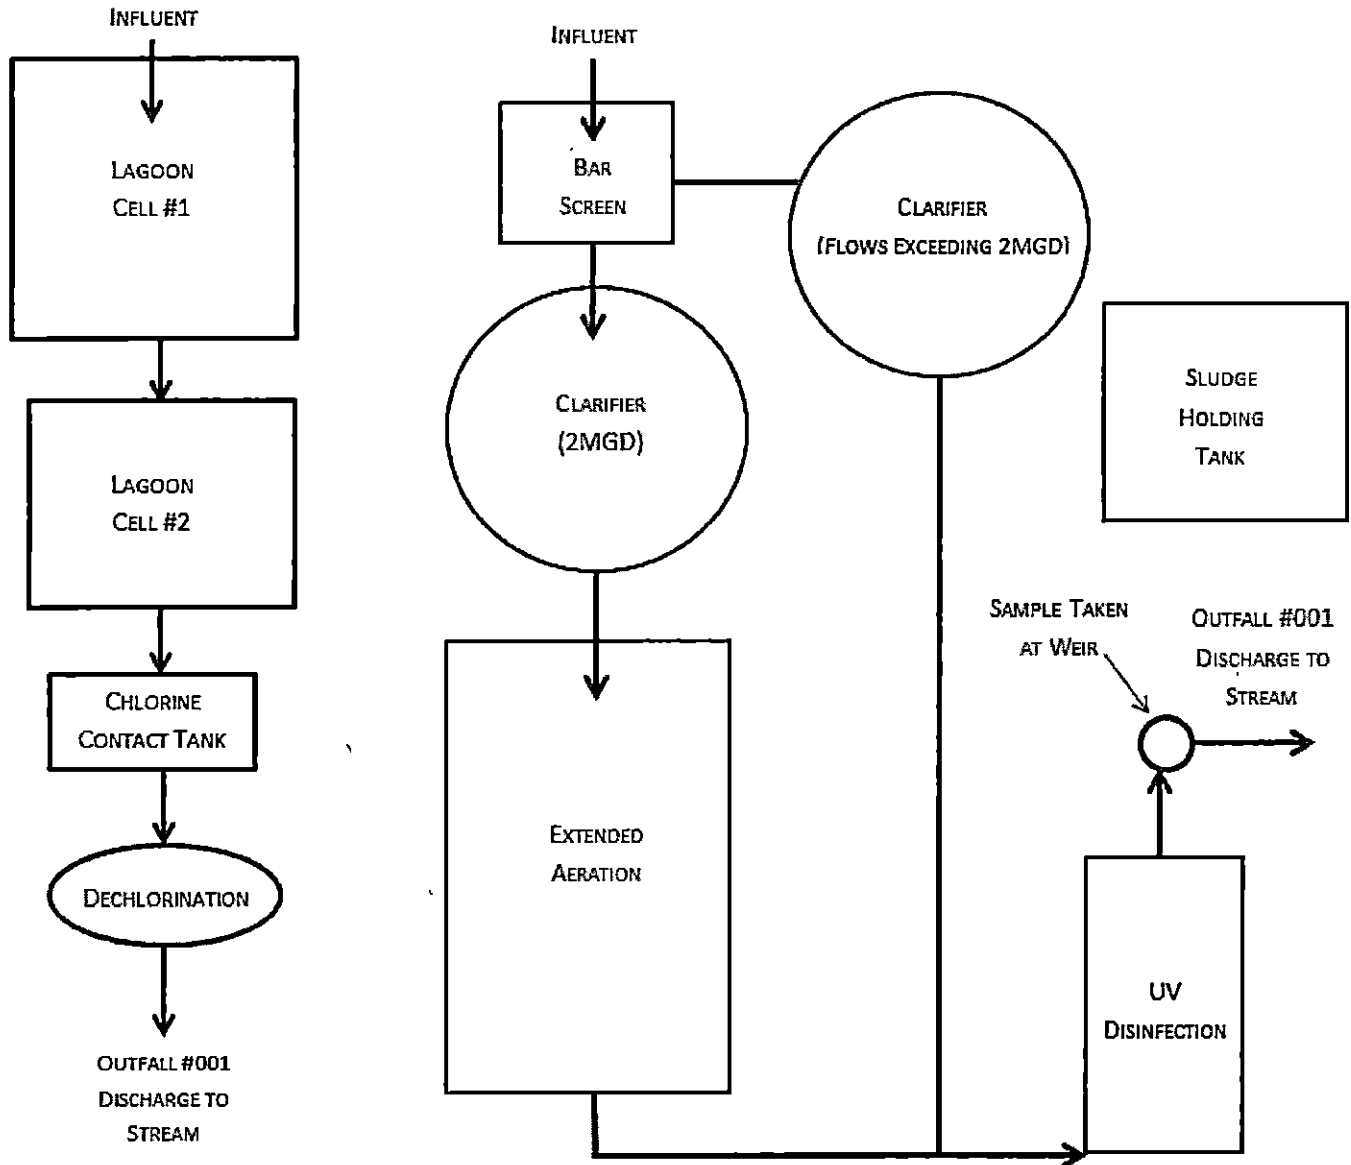 INFLUENT
LAGOON
CELL #1
LAGOON
CELL #2
CHLORINE
CONTACT TANK
DECHLORINATION
OUTFALL #001
DISCHARGE TO
STREAM
INFLUENT
BAR
SCREEN
CLARIFIER
(FLOWS EXCEEDING 2MGD)
CLARIFIER
(2MGD)
EXTENDED
AERATION
SLUDGE
HOLDING
TANK
SAMPLE TAKEN
AT WEIR
OUTFALL #001
DISCHARGE TO
STREAM
UV
DISINFECTION